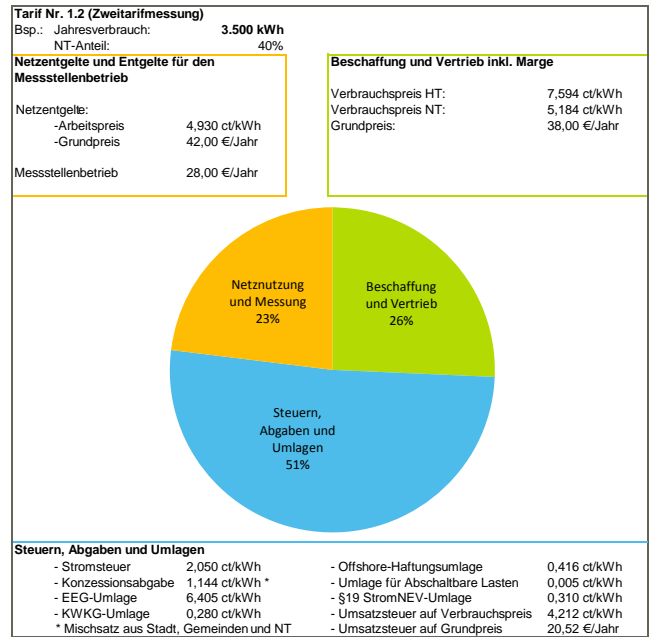 Tarif Nr. 1.2 (Zweitarifmessung)
Bsp.: Jahresverbrauch: 3.500 kWh
NT-Anteil: 40%
Netzentgelte und Entgelte für den
Messstellenbetrieb
Netzentgelte:
-Arbeitspreis 4,930 ct/kWh
-Grundpreis 42,00 €/Jahr
Messstellenbetrieb 28,00 €/Jahr
Beschaffung und Vertrieb inkl. Marge
Verbrauchspreis HT: 7,594 ct/kWh
Verbrauchspreis NT: 5,184 ct/kWh
Grundpreis: 38,00 €/Jahr
Netznutzung
und Messung
23%
Beschaffung
und Vertrieb
26%
Steuern,
Abgaben und
Umlagen
51%
Steuern, Abgaben und Umlagen
- Stromsteuer 2,050 ct/kWh
- Konzessionsabgabe 1,144 ct/kWh *
- EEG-Umlage 6,405 ct/kWh
- KWKG-Umlage 0,280 ct/kWh
* Mischsatz aus Stadt, Gemeinden und NT
- Offshore-Haftungsumlage 0,416 ct/kWh
- Umlage für Abschaltbare Lasten 0,005 ct/kWh
- §19 StromNEV-Umlage 0,310 ct/kWh
- Umsatzsteuer auf Verbrauchspreis 4,212 ct/kWh
- Umsatzsteuer auf Grundpreis 20,52 €/Jahr